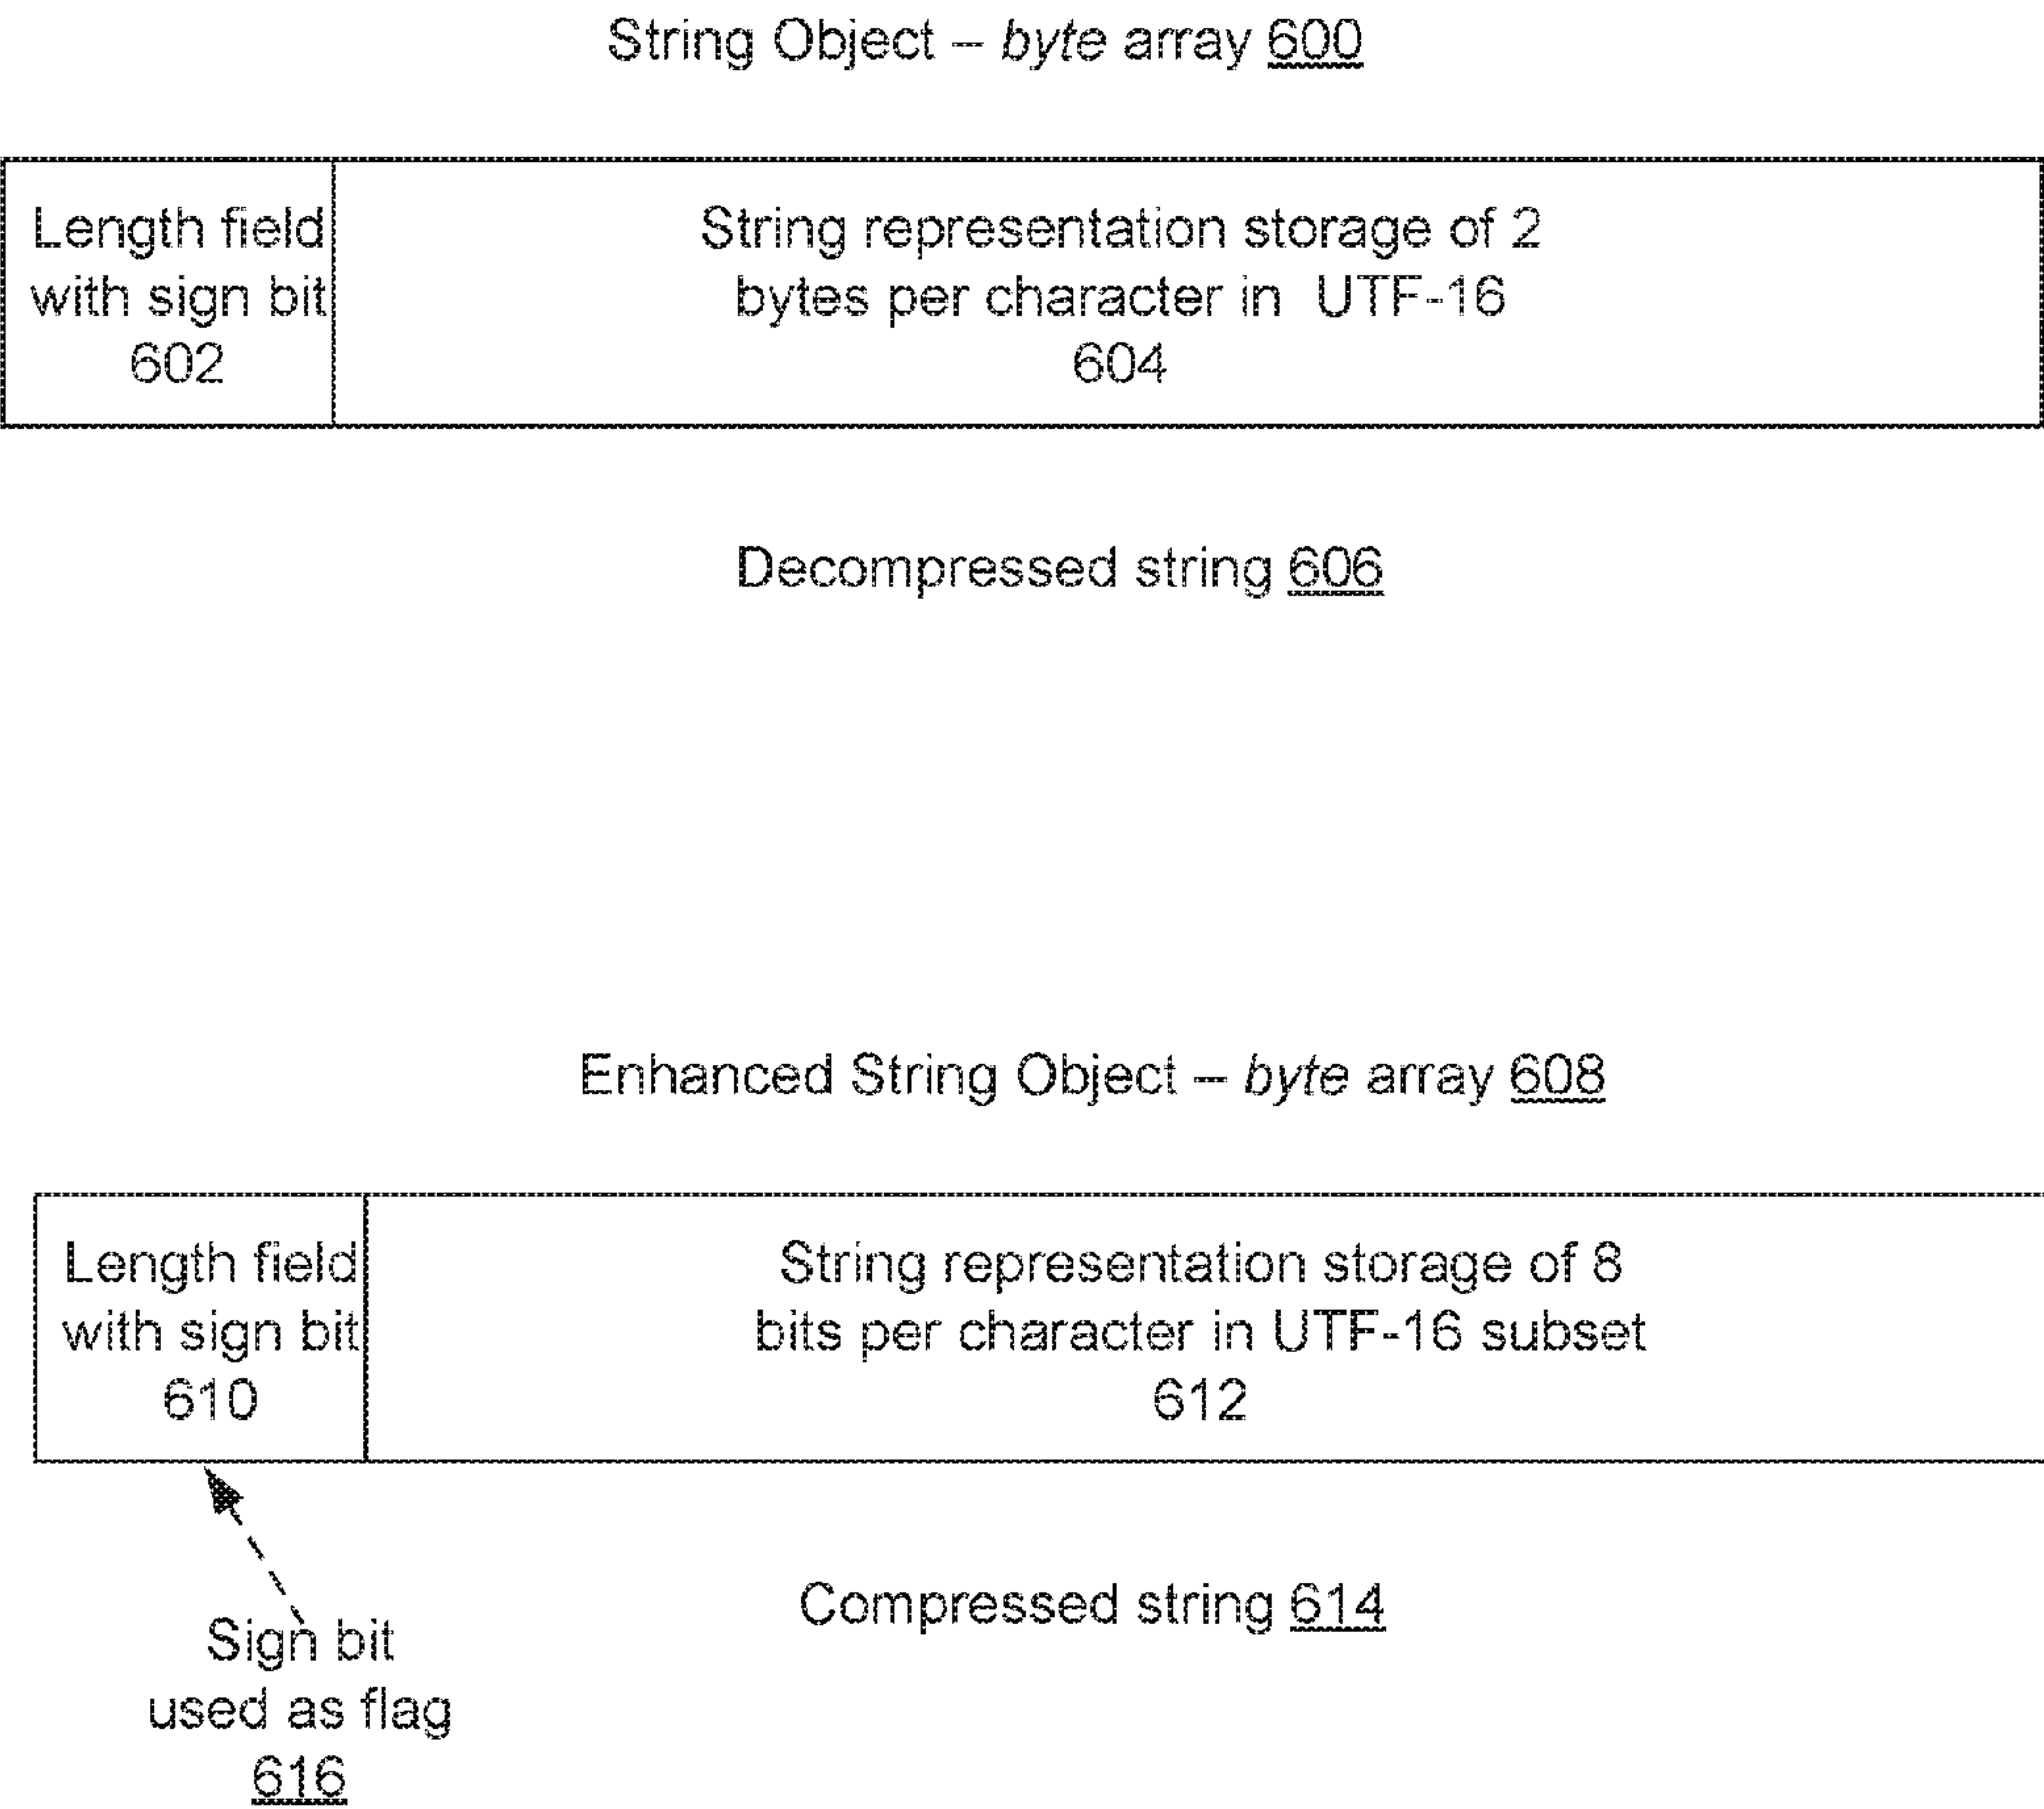 String Object – byte array 600
Length field
with sign bit
602
String representation storage of 2
bytes per character in UTF-16
604
Decompressed string 606
Enhanced String Object – byte array 608
Length field
with sign bit
610
String representation storage of 8
bits per character in UTF-16 subset
612
Compressed string 614
Sign bit
used as flag
616